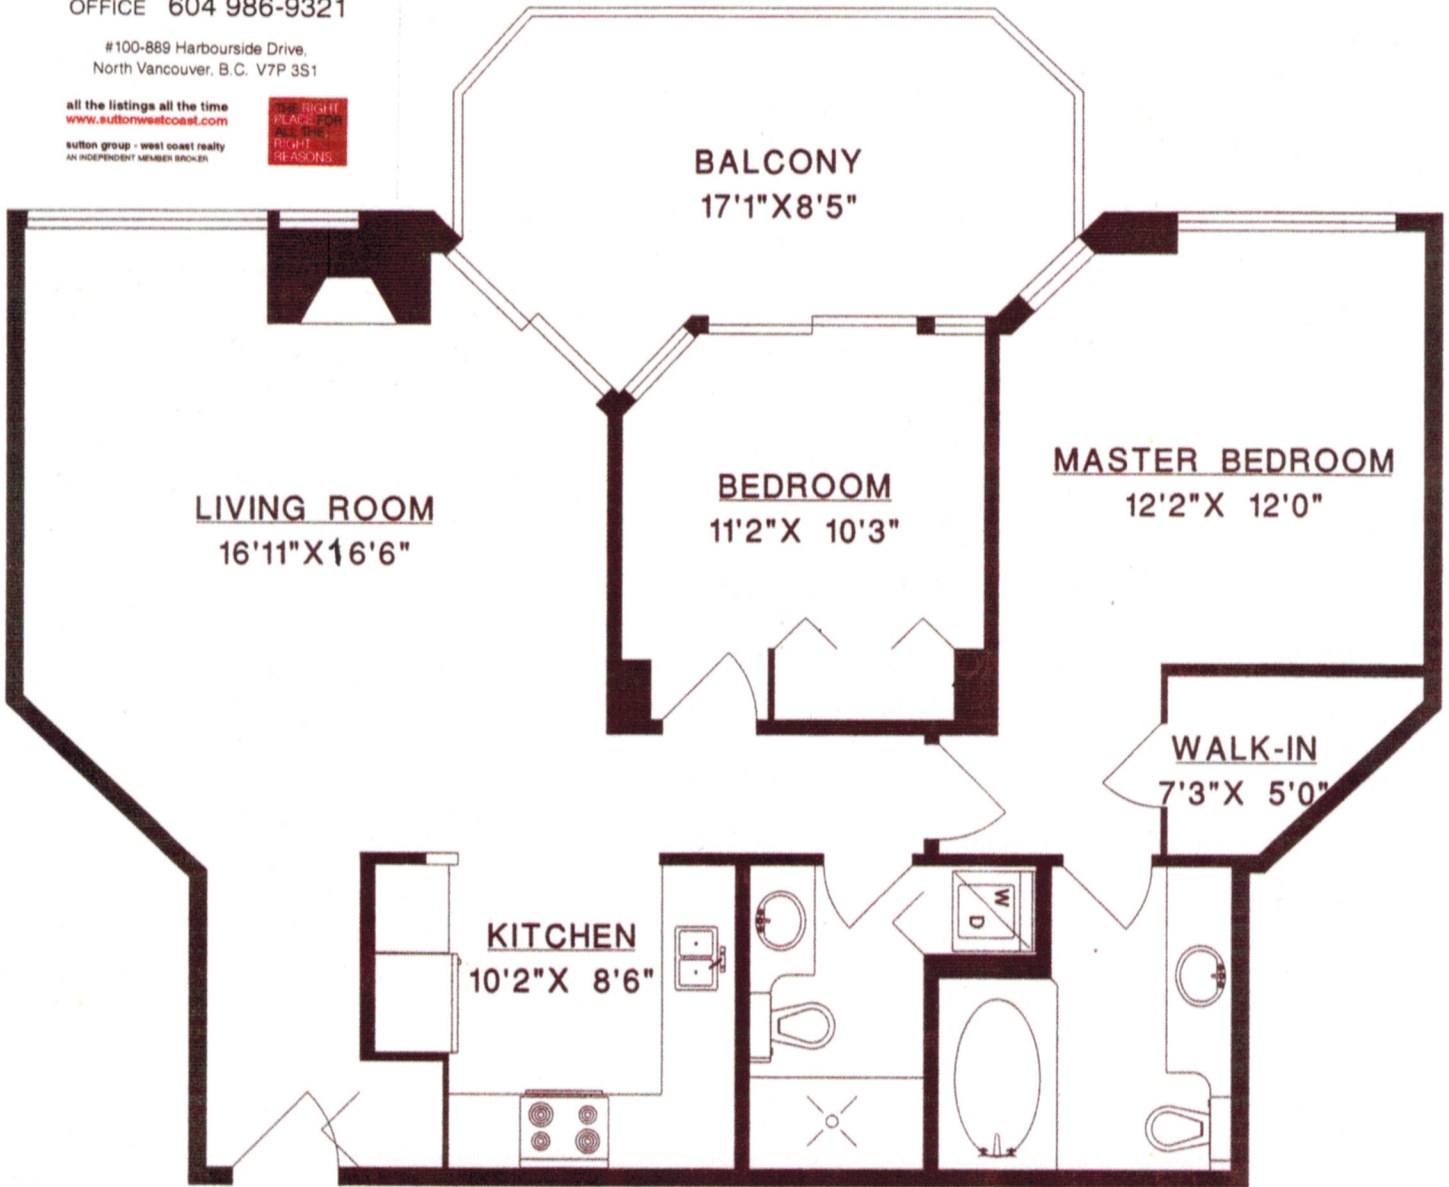 OFFICE 604 986-9321
#100-889 Harbourside Drive,
North Vancouver, B.C. V7P 3S1
all the listings all the time
www.suttonwestcoast.com
sutton group - west coast realty
AN INDEPENDENT MEMBER BROKER
THE RIGHT
PLACE FOR
ALL THE
RIGHT
REASONS
BALCONY
17'1"X8'5"
LIVING ROOM
16'11"X16'6"
BEDROOM
11'2"X 10'3"
MASTER BEDROOM
12'2"X 12'0"
WALK-IN
7'3"X 5'0"
KITCHEN
10'2"X 8'6"
W
D